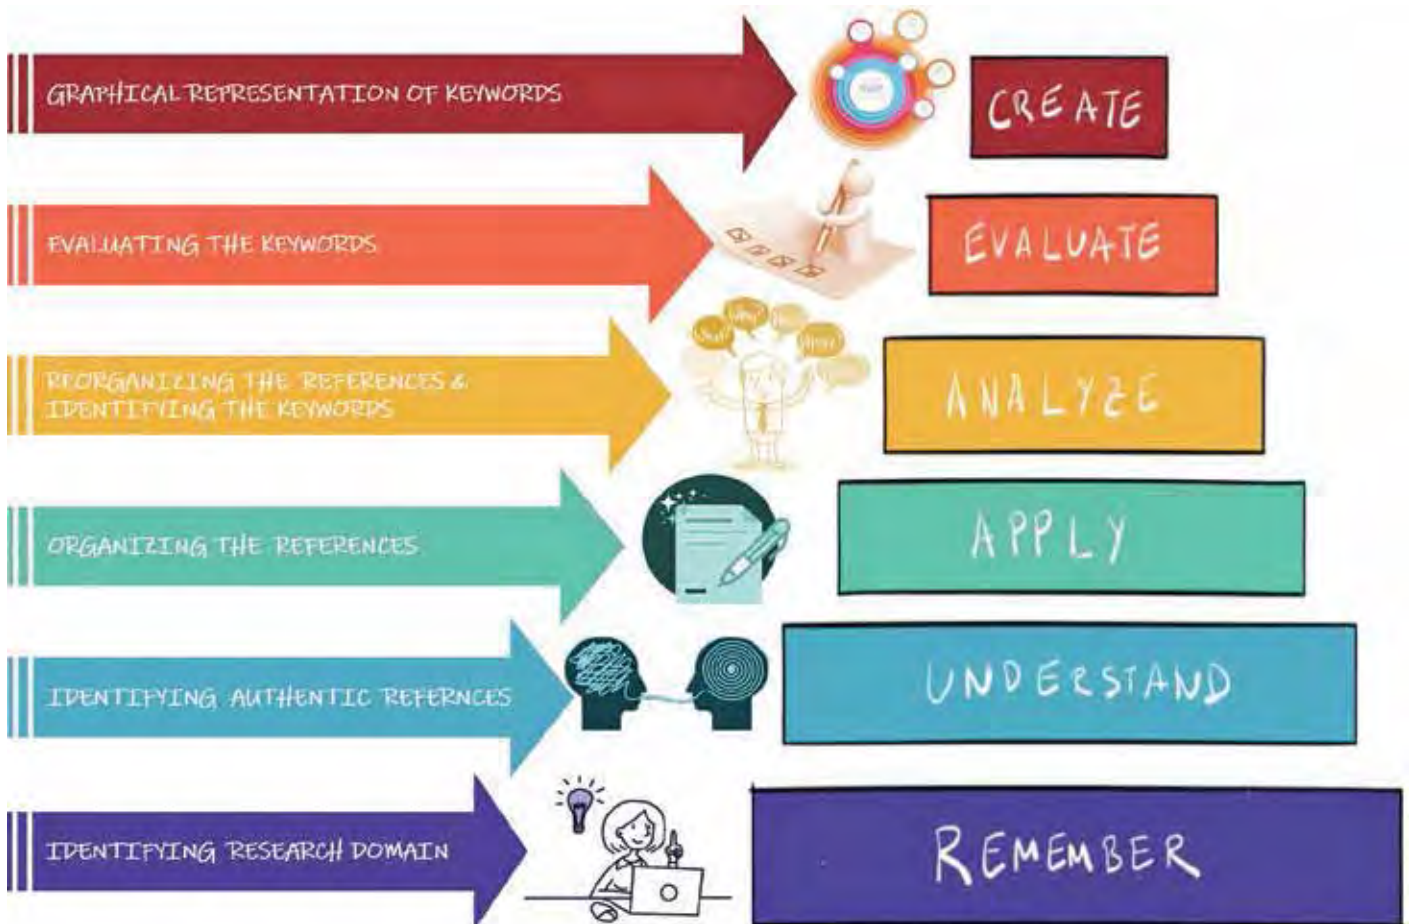 GRAPHICAL REPRESENTATION OF KEYWORDS
CREATE
EVALUATING THE KEYWORDS
EVALUATE
REORGANIZING THE REFERENCES &
IDENTIFYING THE KEYWORDS
ANALYZE
ORGANIZING THE REFERENCES
APPLY
IDENTIFYING AUTHENTIC REFERNCES
UNDERSTAND
IDENTIFYING RESEARCH DOMAIN
REMEMBER